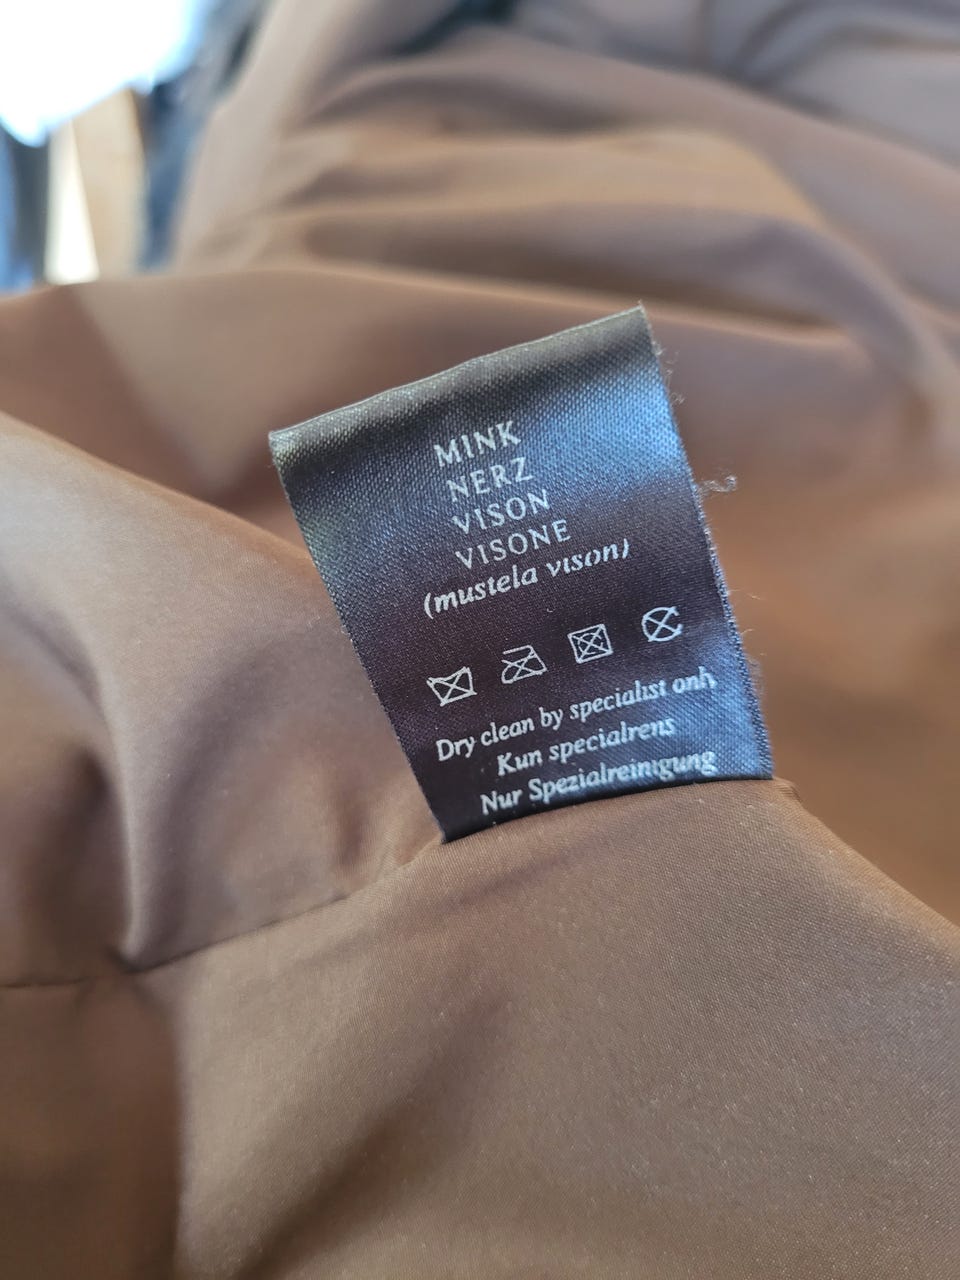 MINK
NERZ
VISON
VISONE
(mustela vison)
Dry clean by specialist only
Kun specialrens
Nur Spezialreinigung